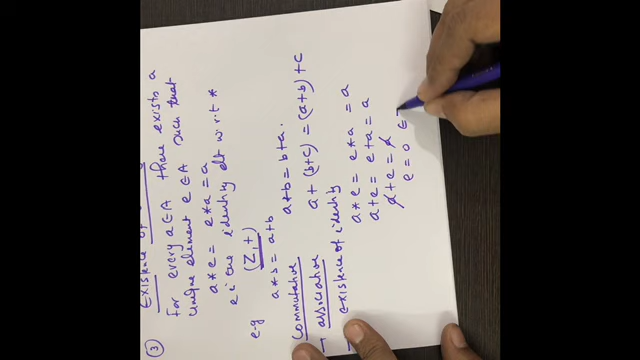 ③ Existence of
For every a∈A there exists a
unique element e∈A such that
a*e = e*a = a
e is the identity elt w.r.t *
e.g (Z, +)
a*b = a+b
Commutative a+b = b+a.
→ associative a+(b+c) = (a+b)+c
→ existence of identity
a*e = e*a = a
a+e = e+a = a
a+e = a
e = 0 ∈